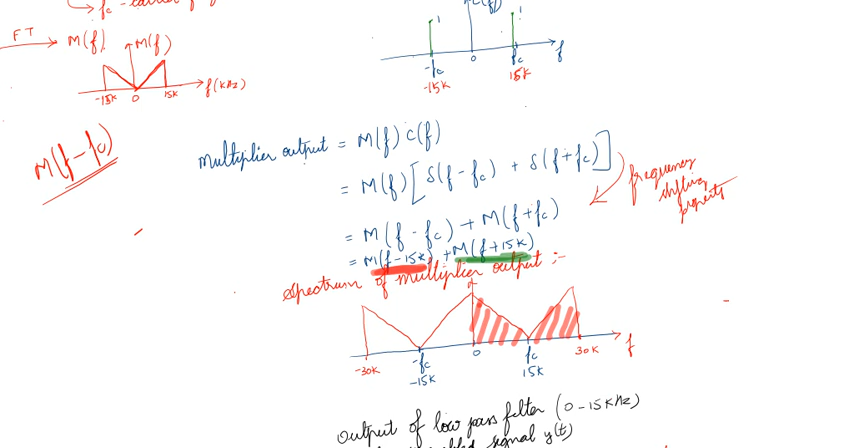 fc - carrier f
FT
M(f)
M(f)
-15K 0 15K f(kHz)
C(f)
1 1
-fc 0 fc f
-15K 15K
M(f-fc)
Multiplier output = M(f) C(f)
= M(f) [ δ(f-fc) + δ(f+fc) ]
frequency
shifting
property
= M(f-fc) + M(f+fc)
= M(f-15K) + M(f+15K)
Spectrum of multiplier output :-
-30K -fc 0 fc 30K f
-15K 15K
Output of low pass filter (0-15KHz)
signal y(t)